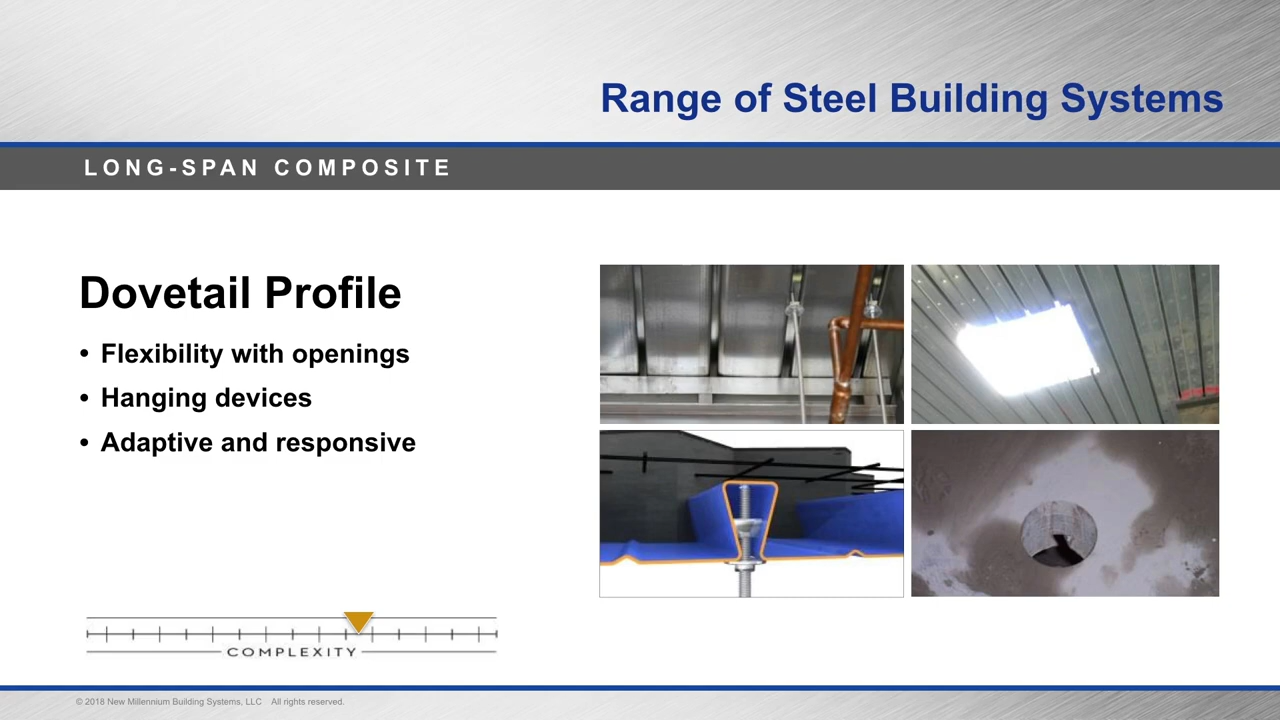 Range of Steel Building Systems
LONG-SPAN COMPOSITE
Dovetail Profile
• Flexibility with openings
• Hanging devices
• Adaptive and responsive
COMPLEXITY
© 2018 New Millennium Building Systems, LLC All rights reserved.